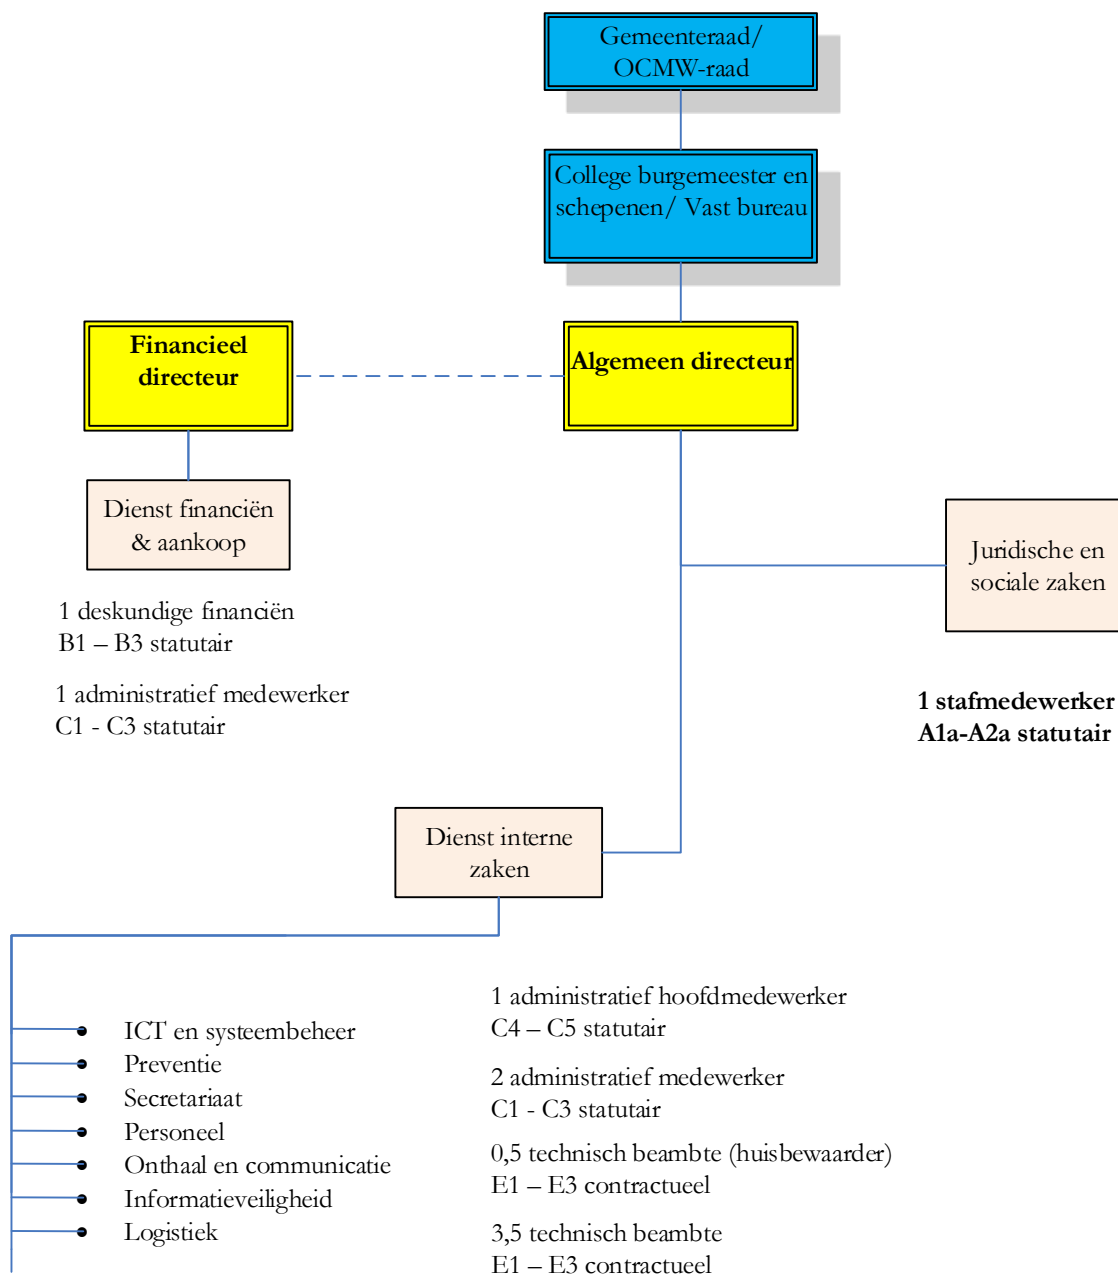 Gemeenteraad/
OCMW-raad
College burgemeester en
schepenen/ Vast bureau
Financieel
directeur
Algemeen directeur
Dienst financiën
& aankoop
Juridische en
sociale zaken
1 deskundige financiën
B1 – B3 statutair
1 administratief medewerker
C1 - C3 statutair
1 stafmedewerker
A1a-A2a statutair
Dienst interne
zaken
• ICT en systeembeheer
• Preventie
• Secretariaat
• Personeel
• Onthaal en communicatie
• Informatieveiligheid
• Logistiek
1 administratief hoofdmedewerker
C4 – C5 statutair
2 administratief medewerker
C1 - C3 statutair
0,5 technisch beambte (huisbewaarder)
E1 – E3 contractueel
3,5 technisch beambte
E1 – E3 contractueel